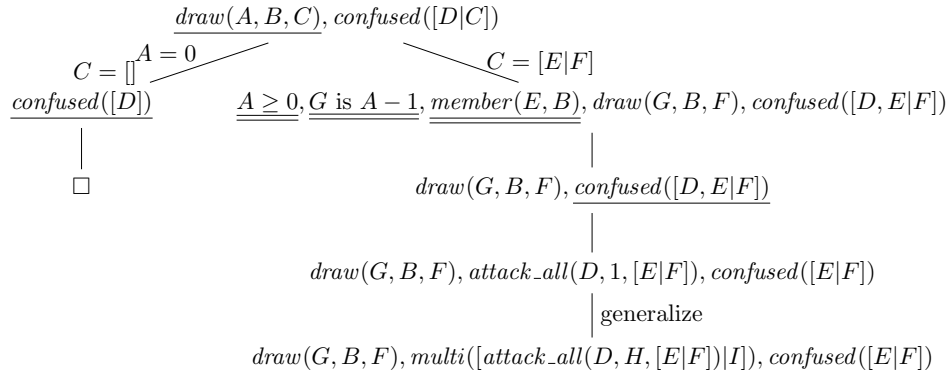 draw(A, B, C), confused([D|C])
C = [] A = 0 C = [E|F]
confused([D]) A ≥ 0, G is A − 1, member(E, B), draw(G, B, F), confused([D, E|F])
□ draw(G, B, F), confused([D, E|F])
draw(G, B, F), attack_all(D, 1, [E|F]), confused([E|F])
generalize
draw(G, B, F), multi([attack_all(D, H, [E|F])|I]), confused([E|F])